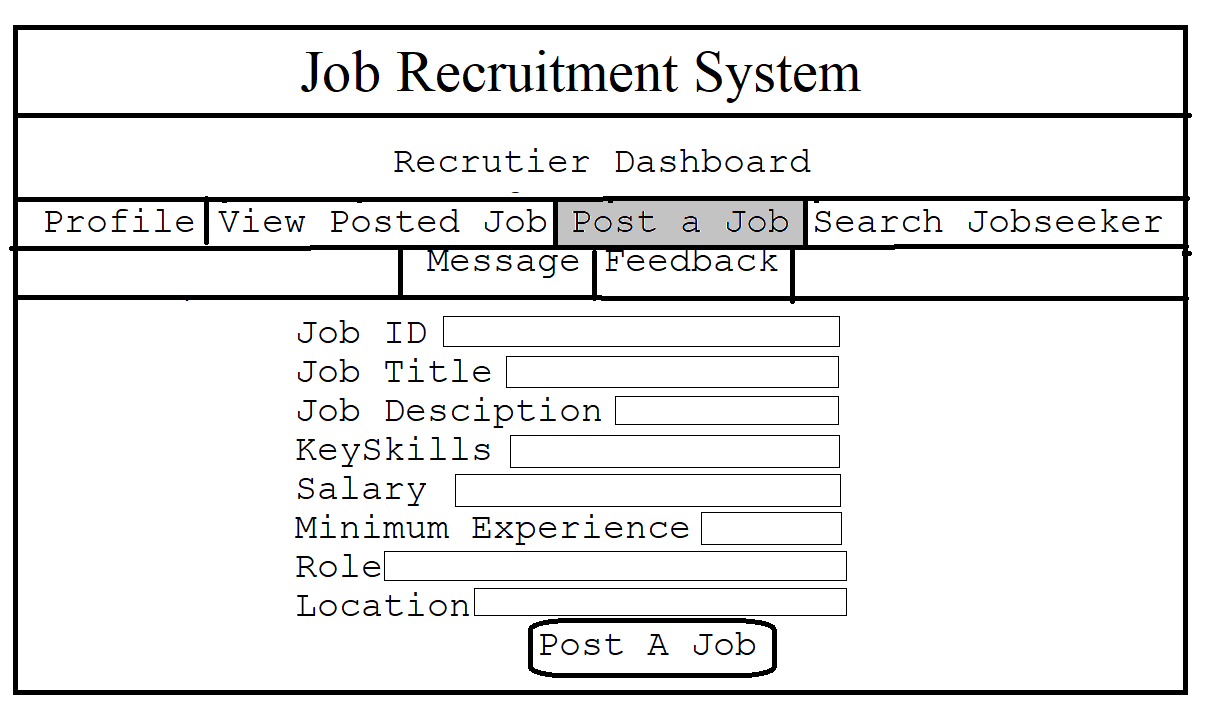 Job Recruitment System
Recrutier Dashboard
Profile View Posted Job Post a Job Search Jobseeker
Message Feedback
Job ID
Job Title
Job Desciption
KeySkills
Salary
Minimum Experience
Role
Location
Post A Job